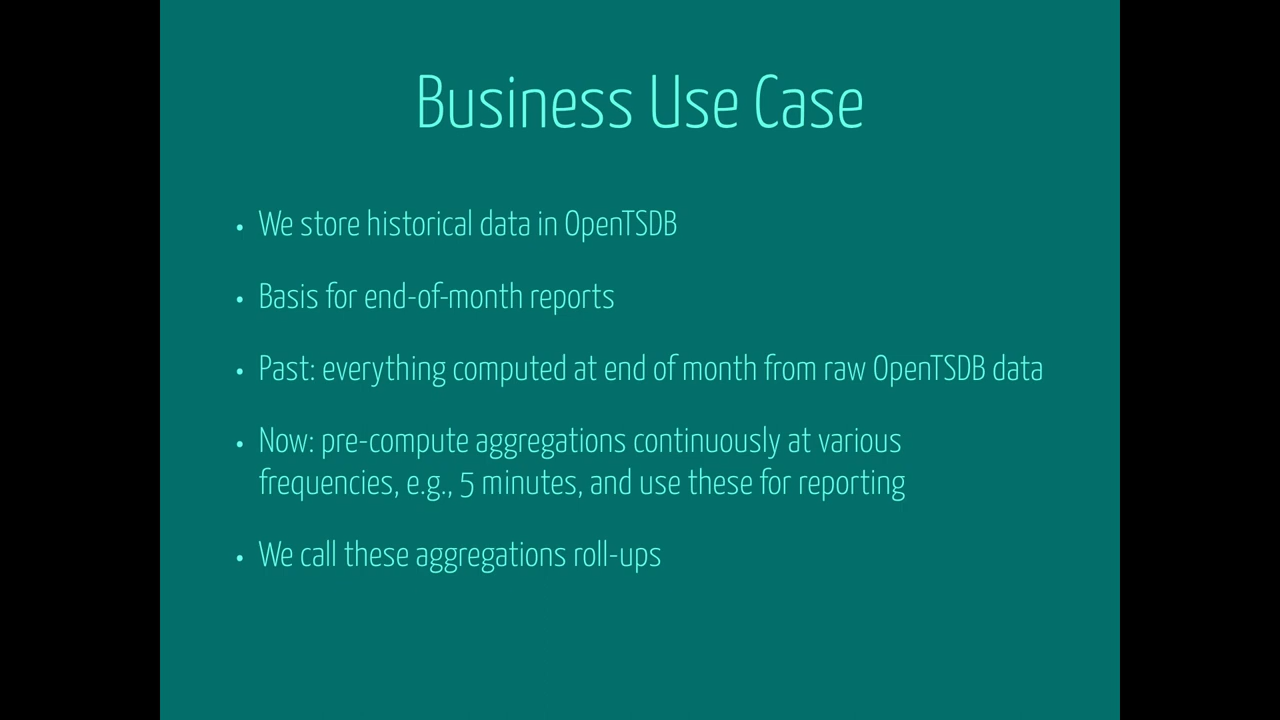 Business Use Case
• We store historical data in OpenTSDB
• Basis for end-of-month reports
• Past: everything computed at end of month from raw OpenTSDB data
• Now: pre-compute aggregations continuously at various
frequencies, e.g., 5 minutes, and use these for reporting
• We call these aggregations roll-ups